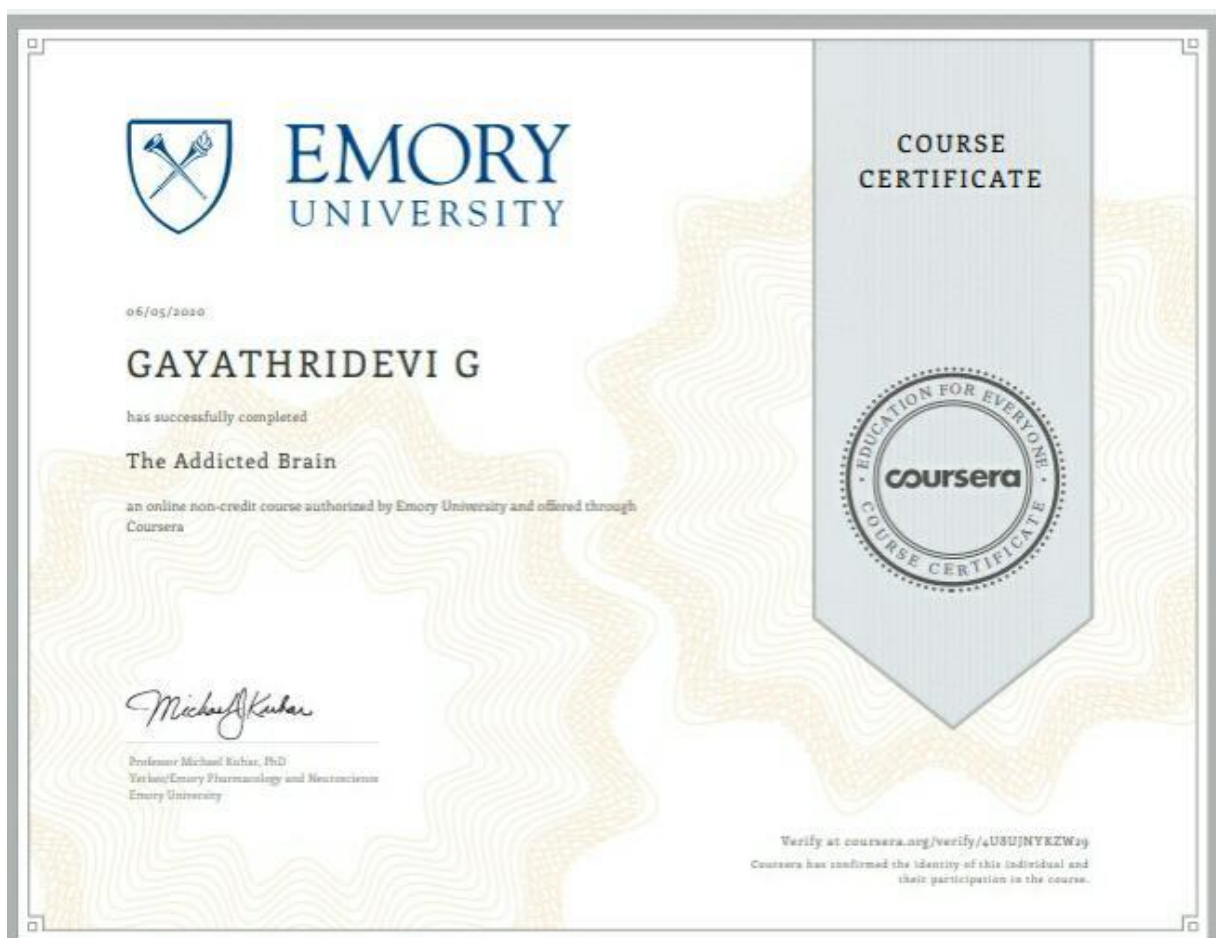 EMORY
UNIVERSITY
COURSE
CERTIFICATE
06/05/2020
GAYATHRIDEVI G
has successfully completed
The Addicted Brain
an online non-credit course authorized by Emory University and offered through
Coursera
EDUCATION FOR EVERYONE
coursera
COURSE CERTIFICATE
Michael J Kuhar
Professor Michael Kuhar, PhD
Yerkes/Emory Pharmacology and Neuroscience
Emory University
Verify at coursera.org/verify/4U8UJNYKZW29
Coursera has confirmed the identity of this individual and
their participation in the course.